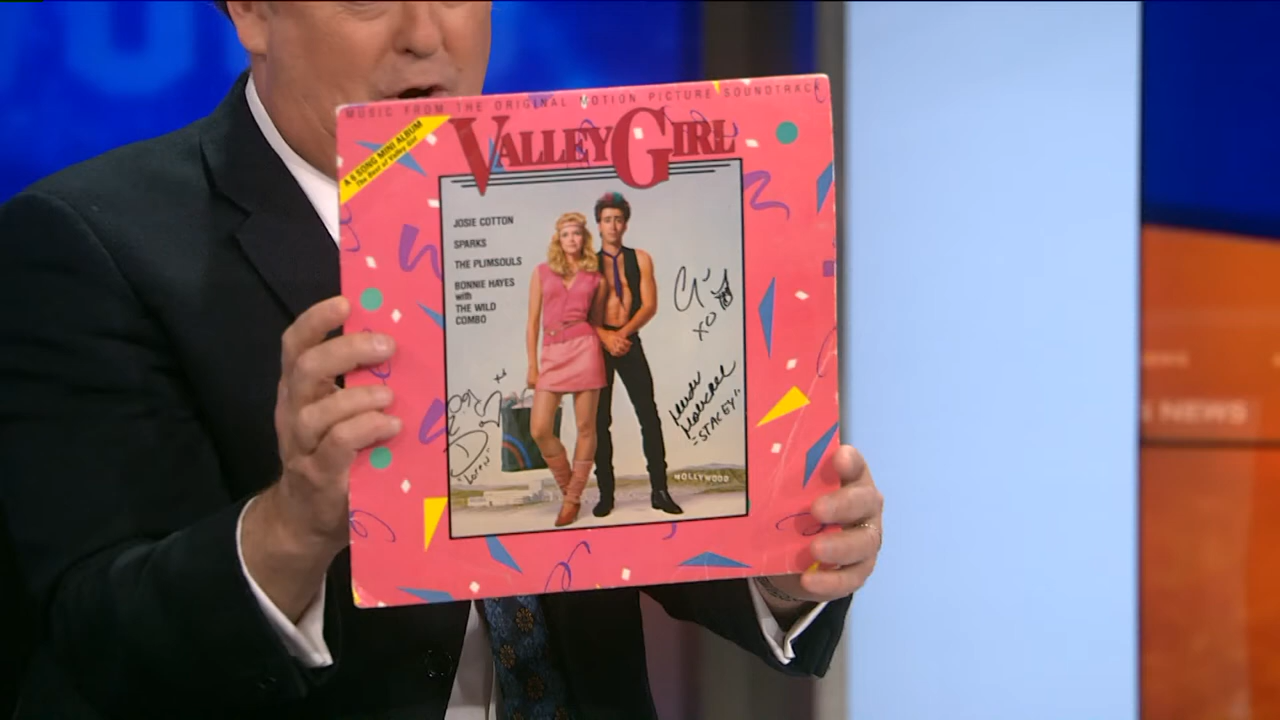 MUSIC FROM THE ORIGINAL MOTION PICTURE SOUNDTRACK
A 6 SONG MINI ALBUM
The Best of Valley Girl
VALLEY GIRL
JOSIE COTTON
SPARKS
THE PLIMSOULS
BONNIE HAYES
with
THE WILD
COMBO
XO
"STACEY"
HOLLYWOOD
NEWS